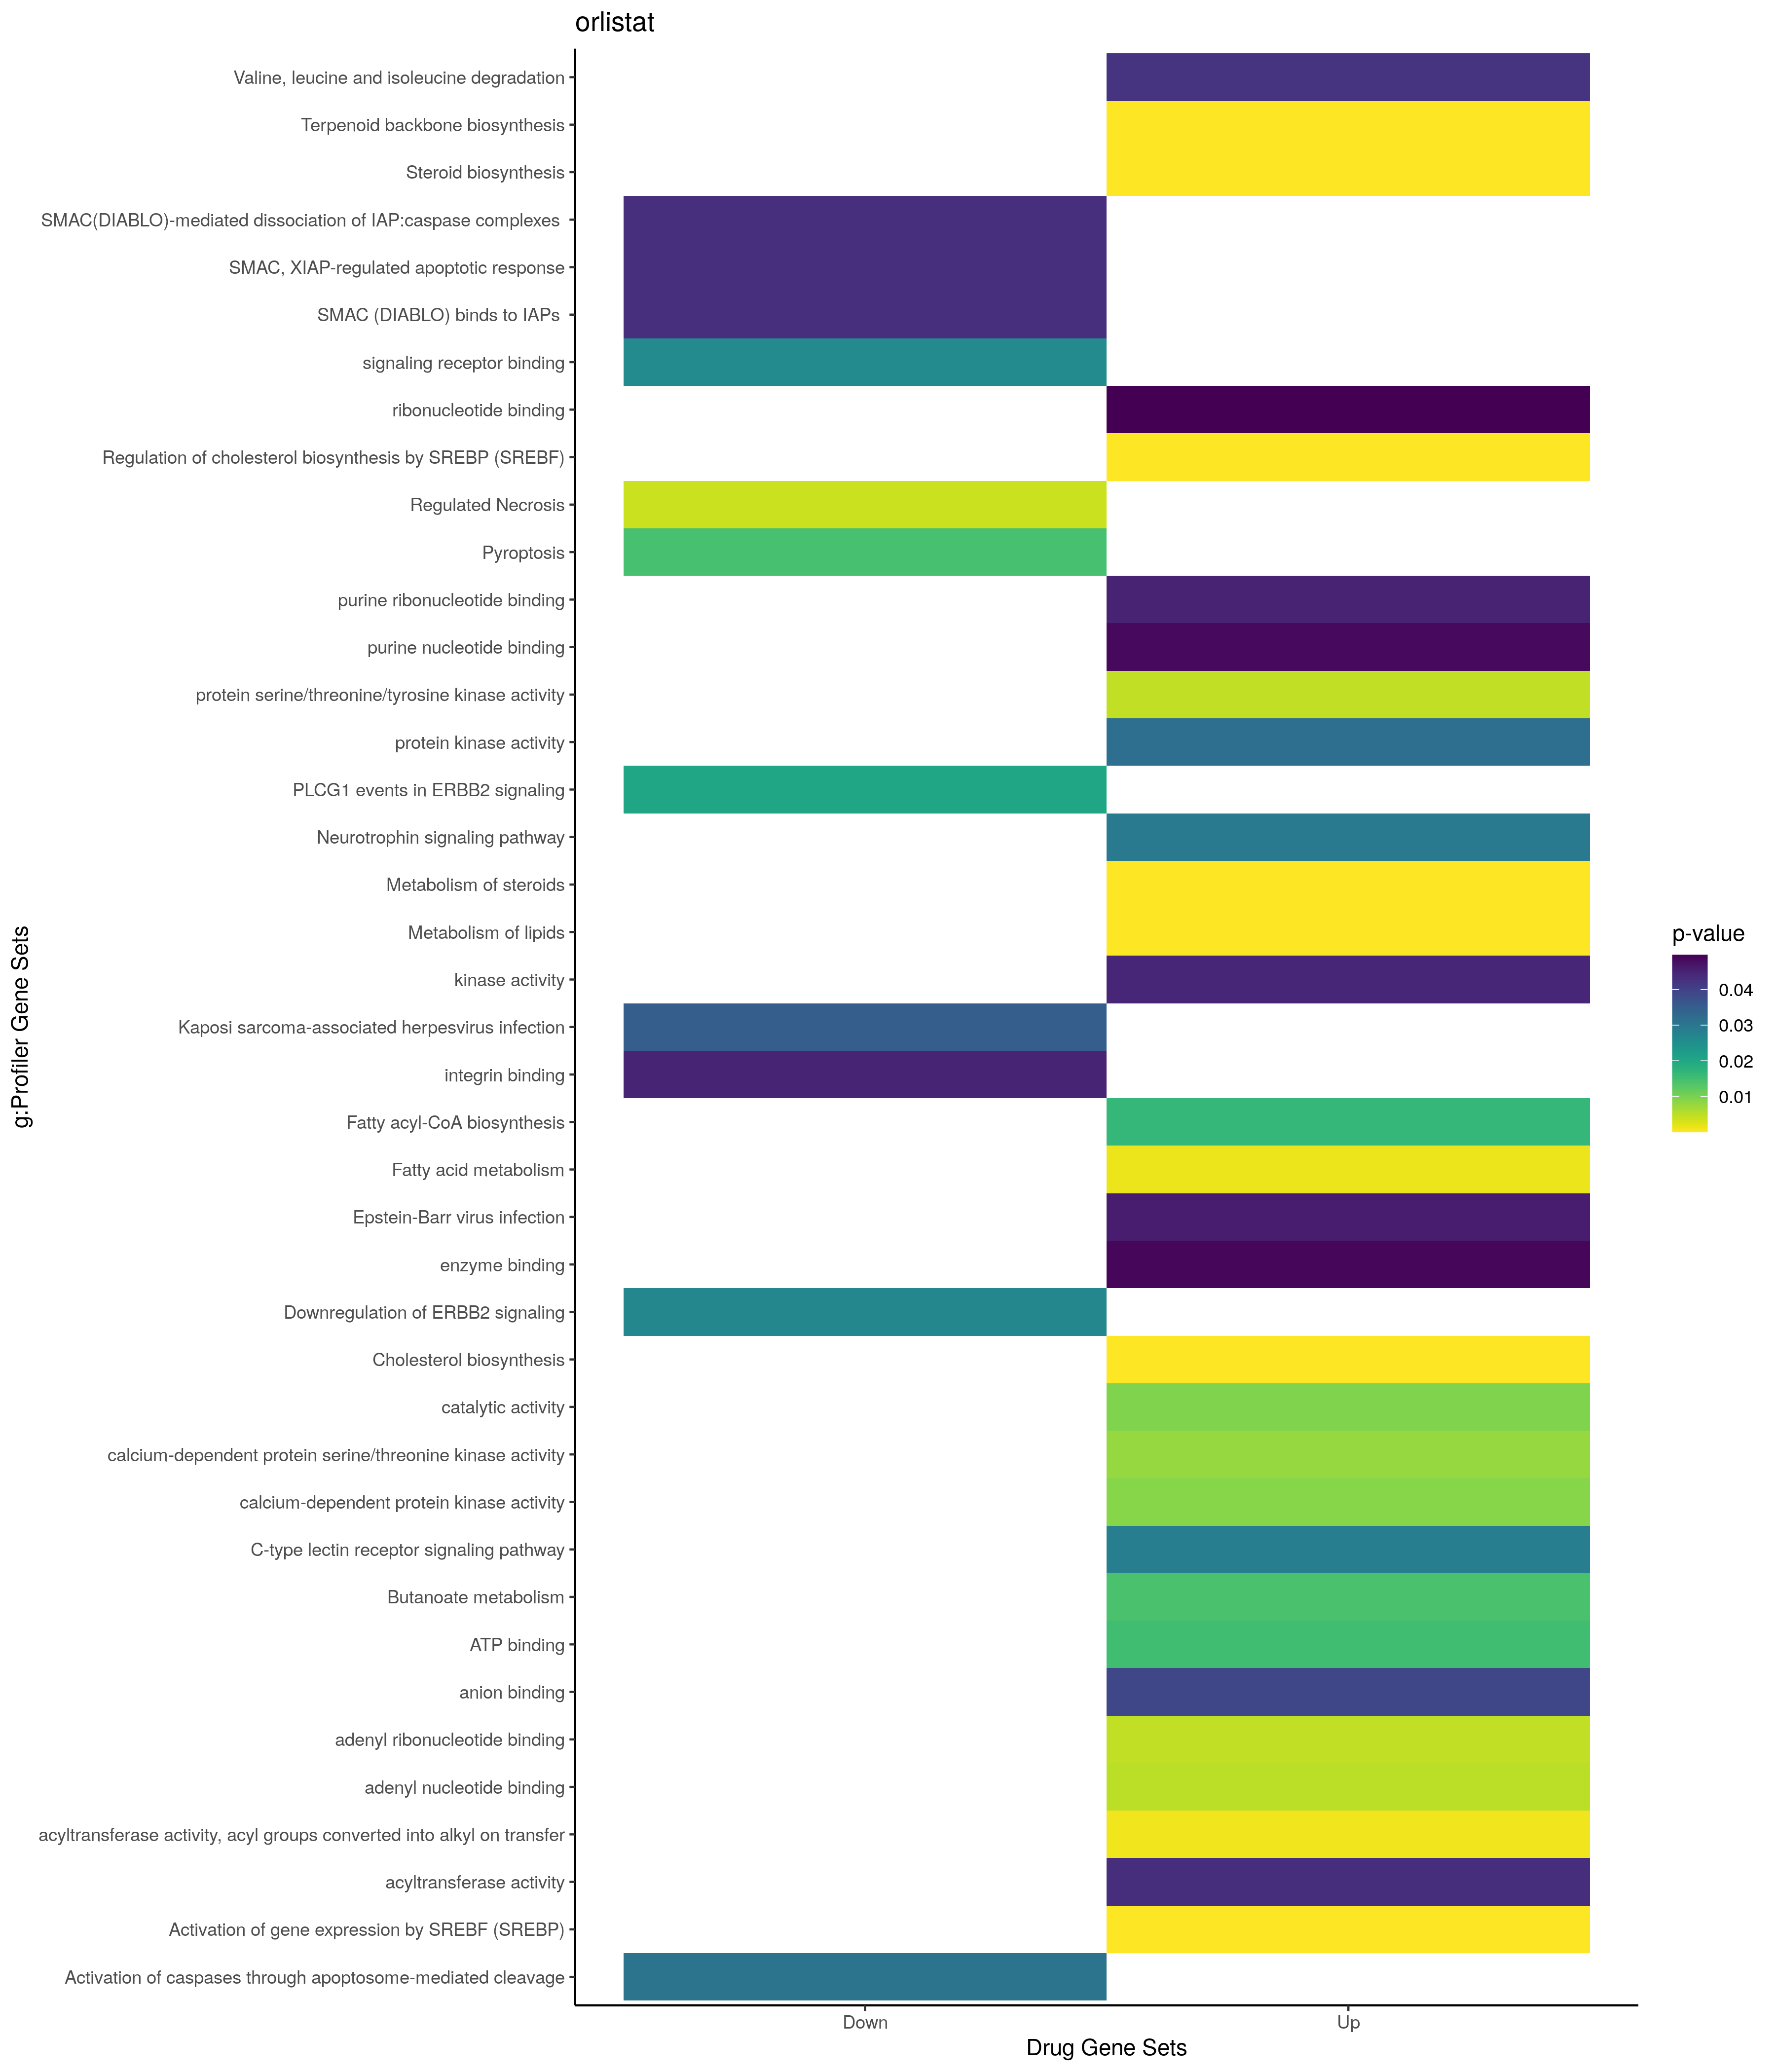 orlistat
Valine, leucine and isoleucine degradation
Terpenoid backbone biosynthesis
Steroid biosynthesis
SMAC(DIABLO)-mediated dissociation of IAP:caspase complexes
SMAC, XIAP-regulated apoptotic response
SMAC (DIABLO) binds to IAPs
signaling receptor binding
ribonucleotide binding
Regulation of cholesterol biosynthesis by SREBP (SREBF)
Regulated Necrosis
Pyroptosis
purine ribonucleotide binding
purine nucleotide binding
protein serine/threonine/tyrosine kinase activity
protein kinase activity
PLCG1 events in ERBB2 signaling
Neurotrophin signaling pathway
Metabolism of steroids
Metabolism of lipids
kinase activity
Kaposi sarcoma-associated herpesvirus infection
integrin binding
Fatty acyl-CoA biosynthesis
Fatty acid metabolism
Epstein-Barr virus infection
enzyme binding
Downregulation of ERBB2 signaling
Cholesterol biosynthesis
catalytic activity
calcium-dependent protein serine/threonine kinase activity
calcium-dependent protein kinase activity
C-type lectin receptor signaling pathway
Butanoate metabolism
ATP binding
anion binding
adenyl ribonucleotide binding
adenyl nucleotide binding
acyltransferase activity, acyl groups converted into alkyl on transfer
acyltransferase activity
Activation of gene expression by SREBF (SREBP)
Activation of caspases through apoptosome-mediated cleavage
g:Profiler Gene Sets
Down
Up
Drug Gene Sets
p-value
0.04
0.03
0.02
0.01